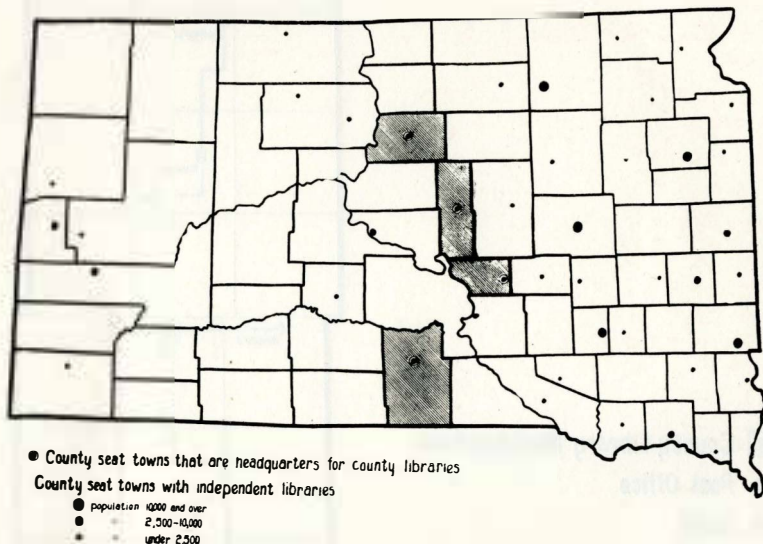 County seat towns that are headquarters for county libraries
County seat towns with independent libraries
population 10,000 and over
2,500-10,000
under 2,500